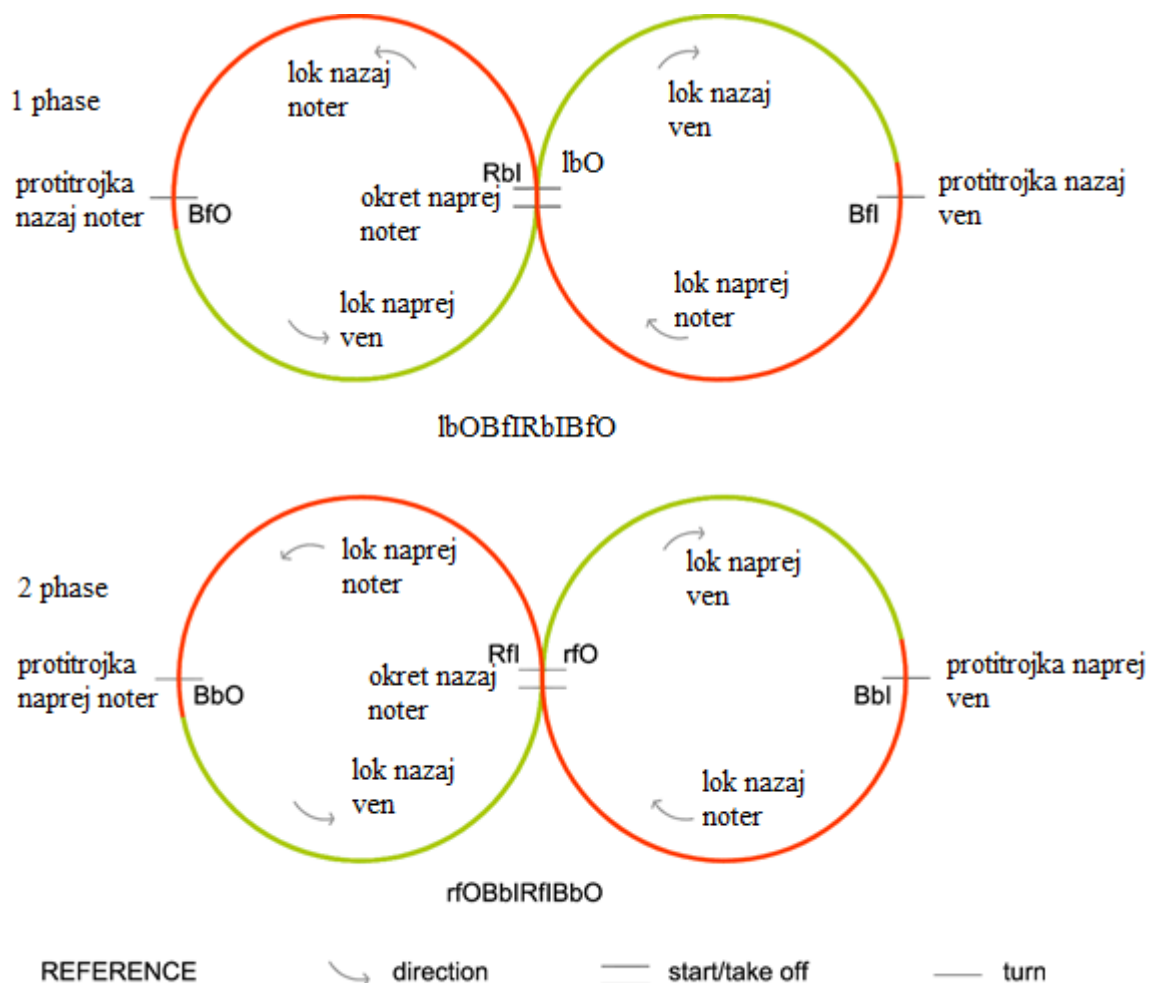 lok nazaj
noter
lok nazaj
ven
1 phase
protitrojka
nazaj noter
BfO
RbI
lbO
okret naprej
noter
BfI
protitrojka nazaj
ven
lok naprej
ven
lok naprej
noter
lbOBfIRbIBfO
lok naprej
noter
lok naprej
ven
2 phase
protitrojka
naprej noter
BbO
RfI
rfO
okret nazaj
noter
BbI
protitrojka naprej
ven
lok nazaj
ven
lok nazaj
noter
rfOBbIRfIBbO
REFERENCE direction start/take off turn